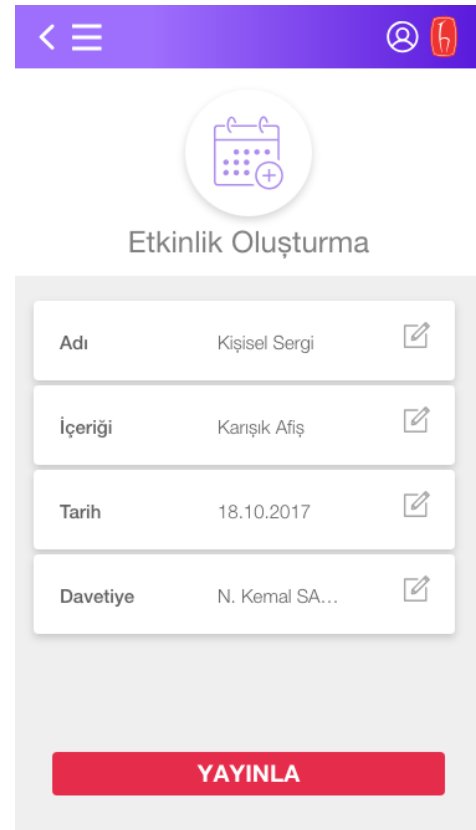 Etkinlik Oluşturma
Adı Kişisel Sergi
İçeriği Karışık Afiş
Tarih 18.10.2017
Davetiye N. Kemal SA...
YAYINLA